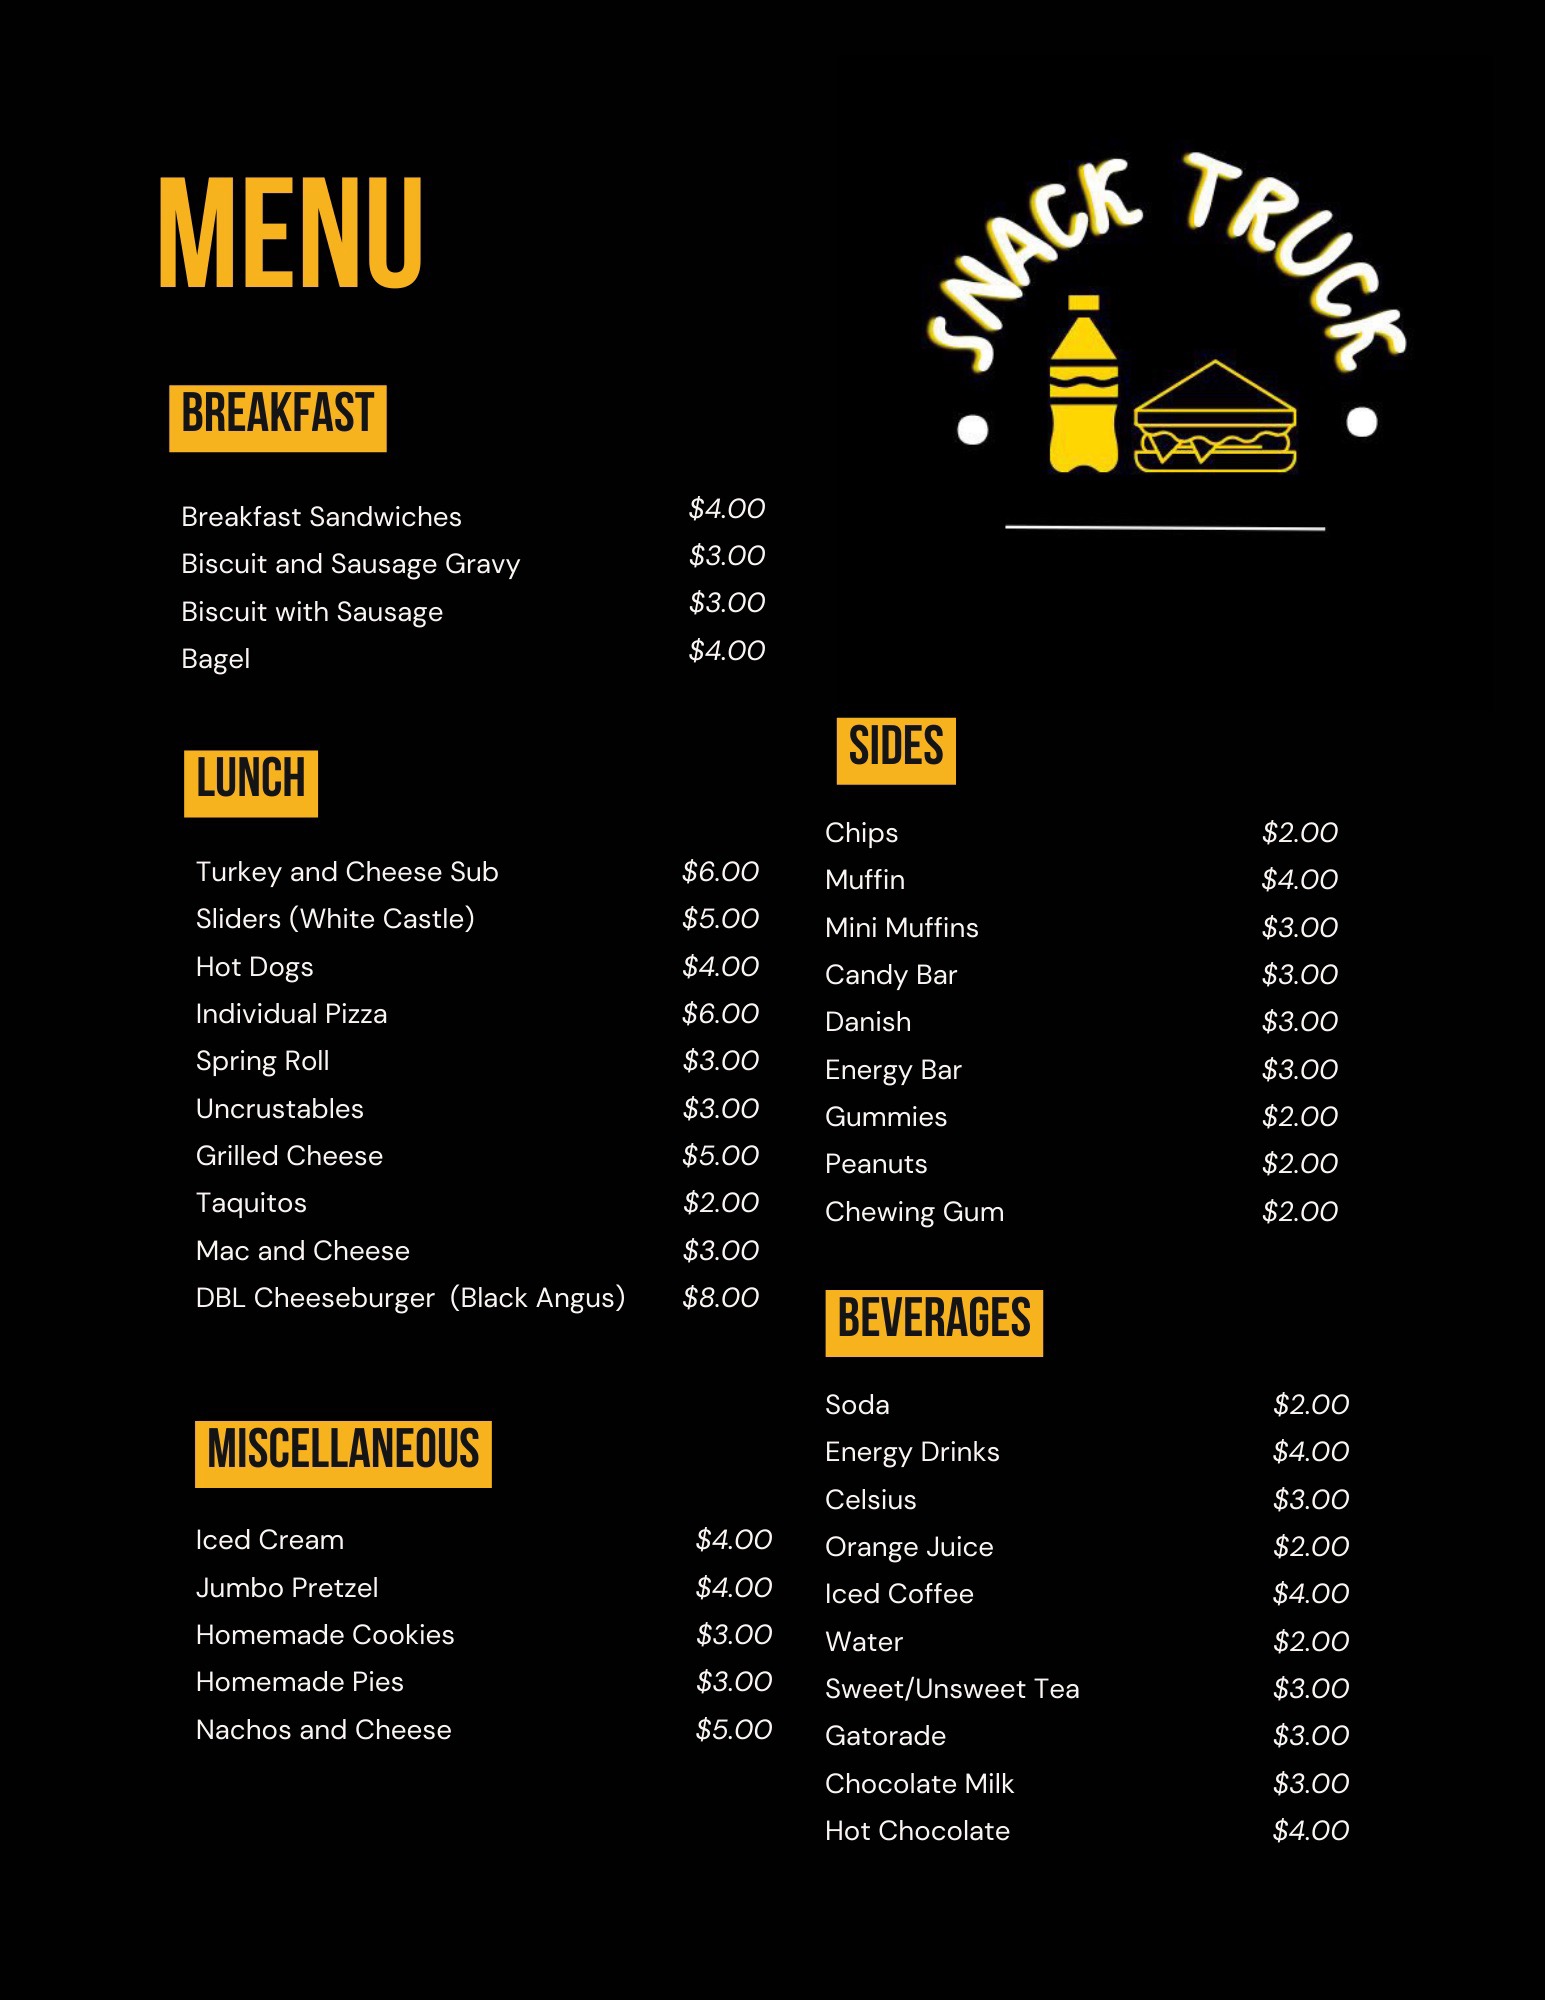 MENU
SNACK TRUCK
BREAKFAST
Breakfast Sandwiches $4.00
Biscuit and Sausage Gravy $3.00
Biscuit with Sausage $3.00
Bagel $4.00
LUNCH
Turkey and Cheese Sub $6.00
Sliders (White Castle) $5.00
Hot Dogs $4.00
Individual Pizza $6.00
Spring Roll $3.00
Uncrustables $3.00
Grilled Cheese $5.00
Taquitos $2.00
Mac and Cheese $3.00
DBL Cheeseburger (Black Angus) $8.00
MISCELLANEOUS
Iced Cream $4.00
Jumbo Pretzel $4.00
Homemade Cookies $3.00
Homemade Pies $3.00
Nachos and Cheese $5.00
SIDES
Chips $2.00
Muffin $4.00
Mini Muffins $3.00
Candy Bar $3.00
Danish $3.00
Energy Bar $3.00
Gummies $2.00
Peanuts $2.00
Chewing Gum $2.00
BEVERAGES
Soda $2.00
Energy Drinks $4.00
Celsius $3.00
Orange Juice $2.00
Iced Coffee $4.00
Water $2.00
Sweet/Unsweet Tea $3.00
Gatorade $3.00
Chocolate Milk $3.00
Hot Chocolate $4.00